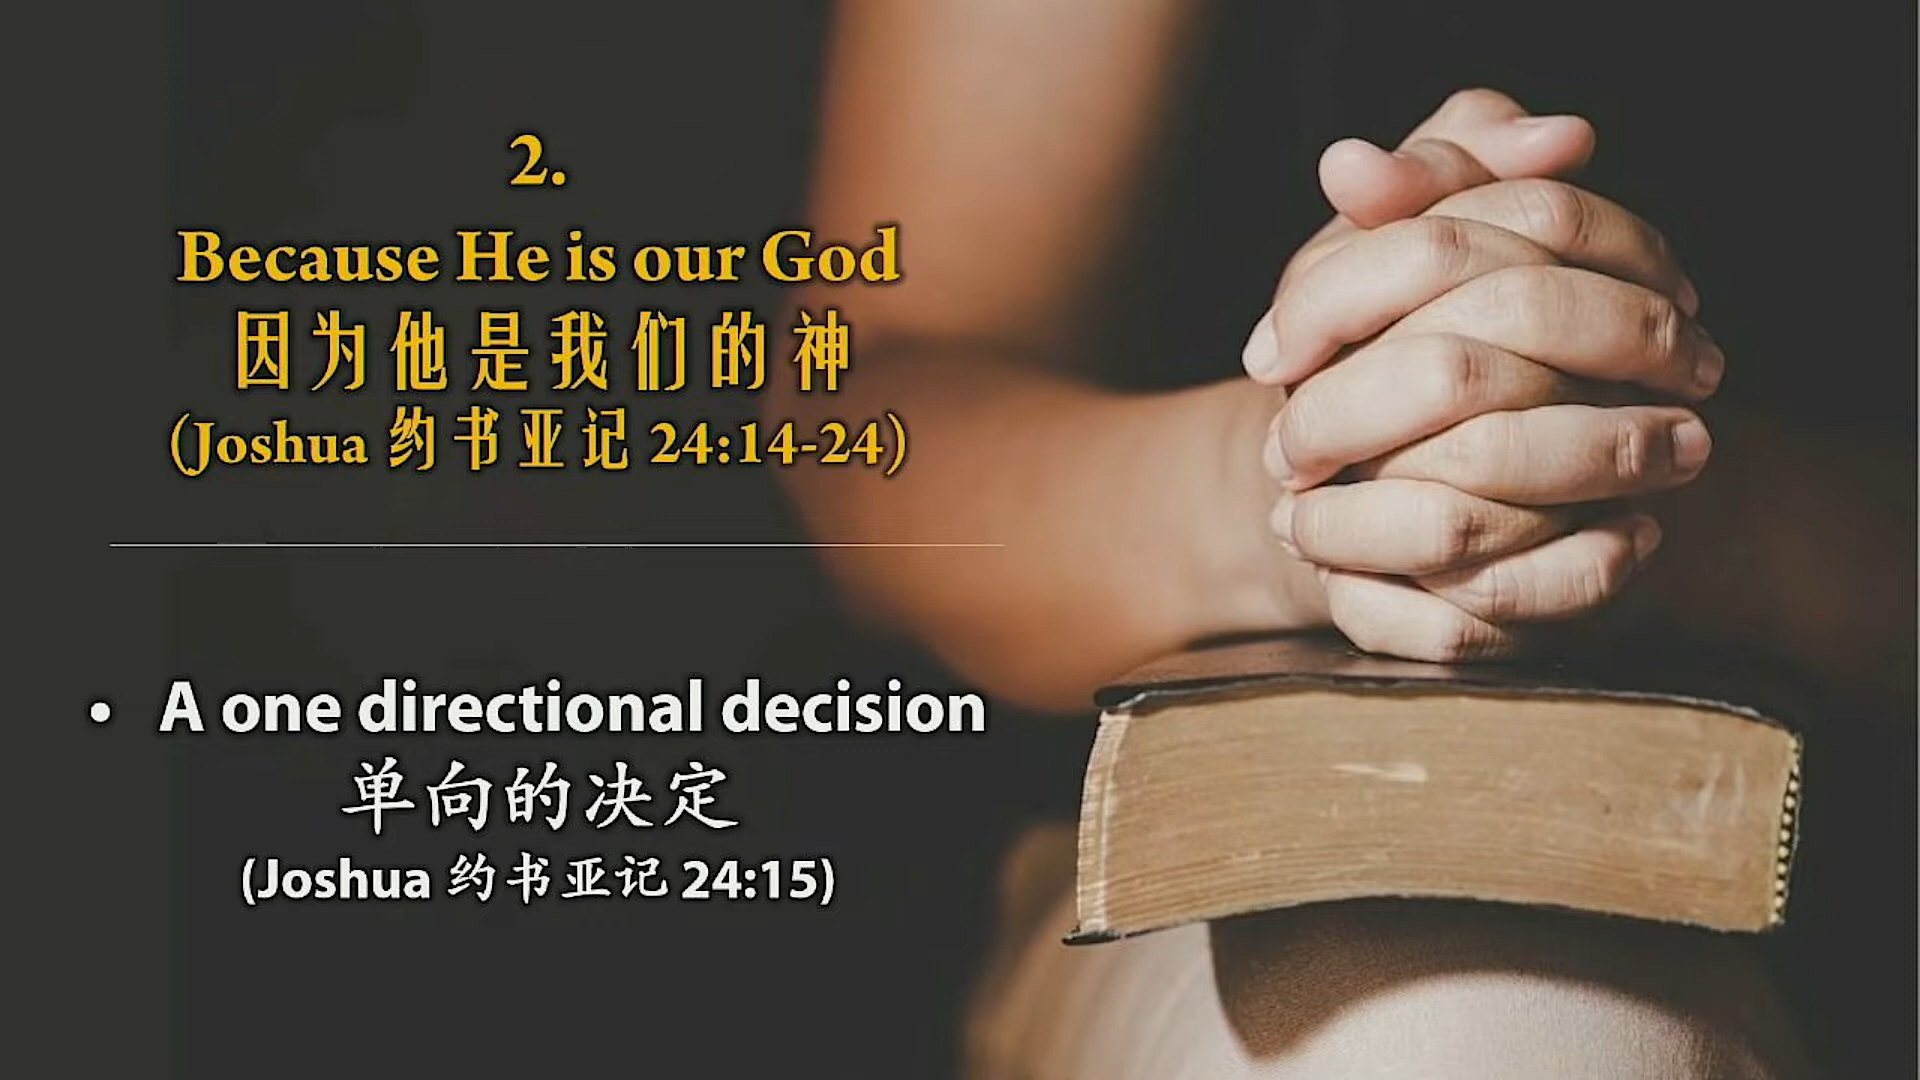 2.
Because He is our God
因为他是我们的神
(Joshua 约书亚记 24:14-24)
• A one directional decision
单向的决定
(Joshua 约书亚记 24:15)